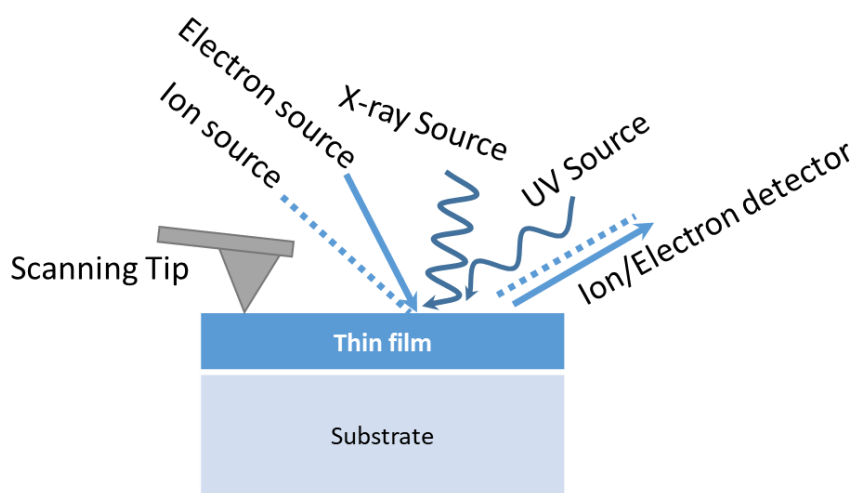 Electron source
Ion source
X-ray Source
UV Source
Ion/Electron detector
Scanning Tip
Thin film
Substrate